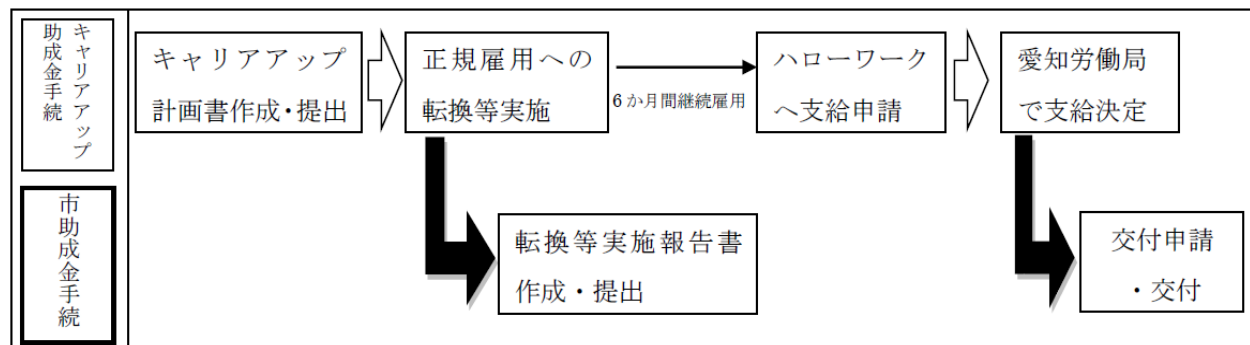 キャリアアップ
助成金手続
キャリアアップ
計画書作成・提出
正規雇用への
転換等実施
6か月間継続雇用
ハローワーク
へ支給申請
愛知労働局
で支給決定
市助成金手続
転換等実施報告書
作成・提出
交付申請
・交付